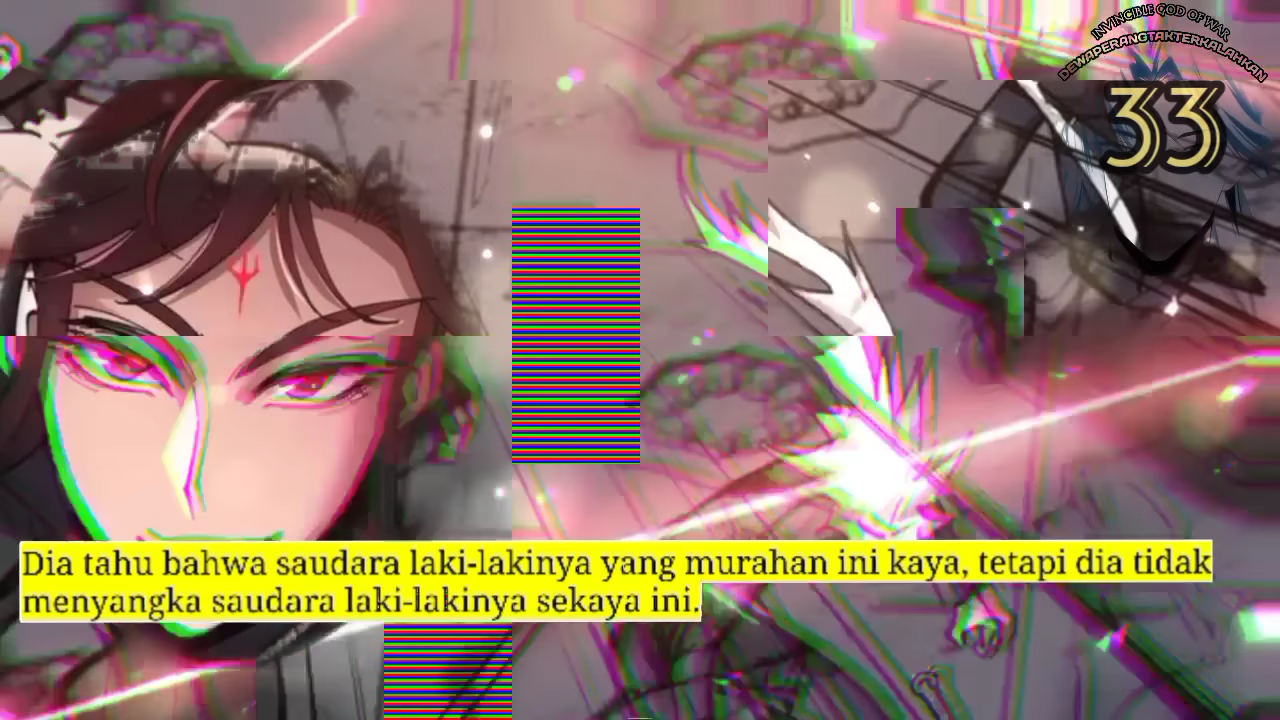 INVINCIBLE GOD OF WAR
DEWAPERANGTAKTERKALAHKAN
33
Dia tahu bahwa saudara laki-lakinya yang murahan ini kaya, tetapi dia tidak
menyangka saudara laki-lakinya sekaya ini.